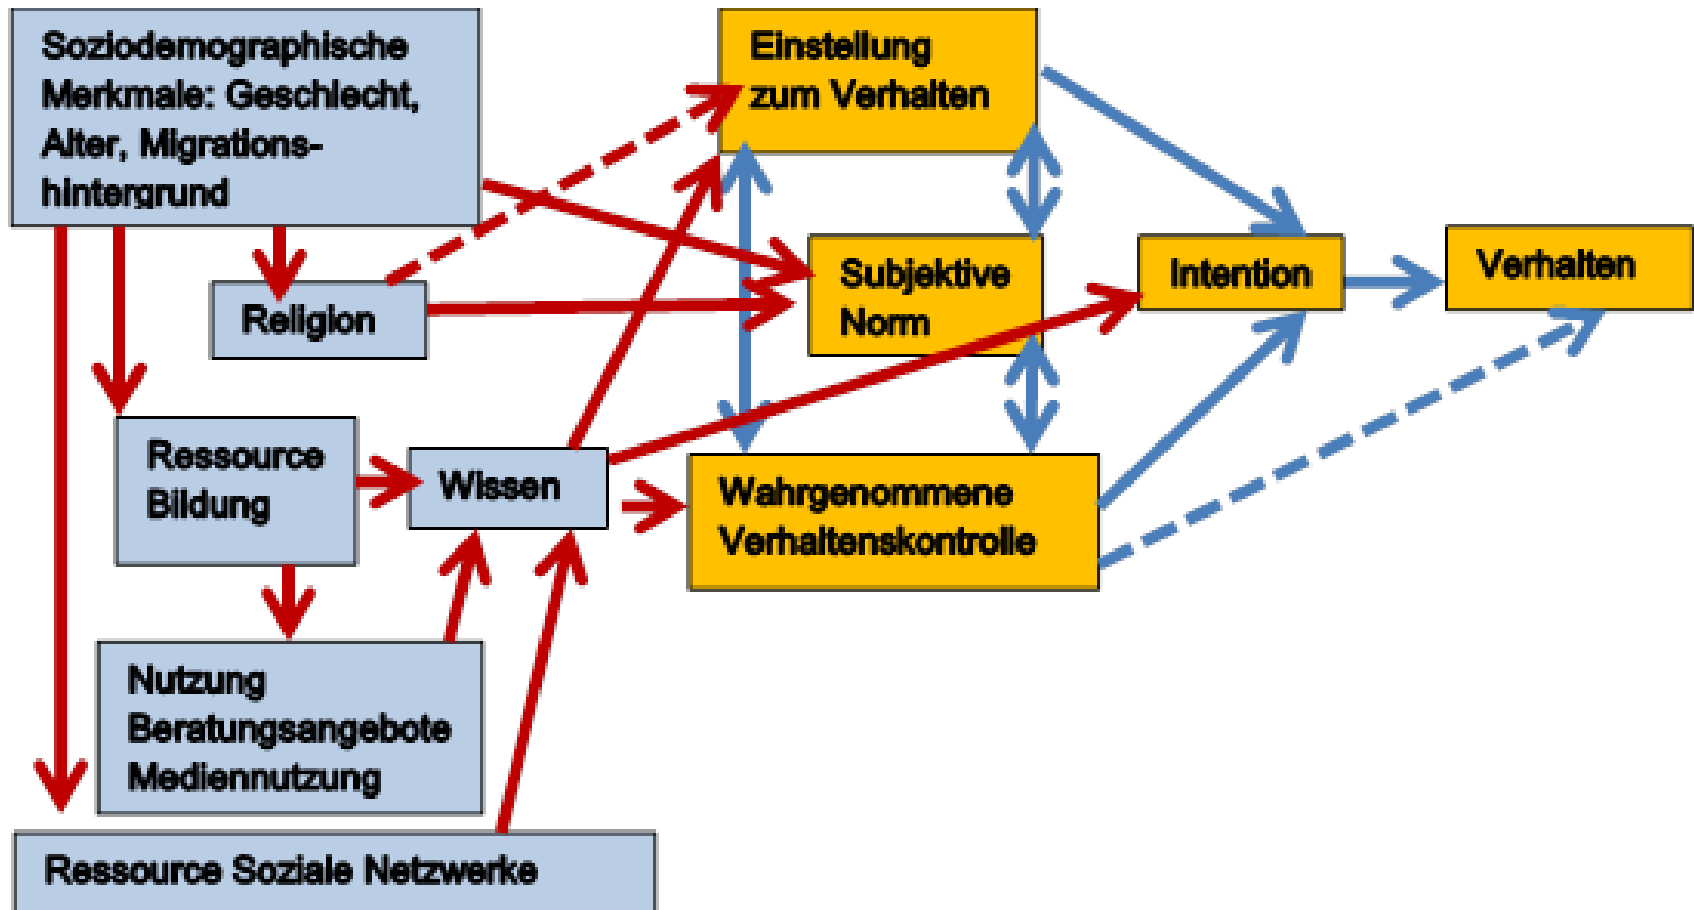 Soziodemographische
Merkmale: Geschlecht,
Alter, Migrations-
hintergrund
Einstellung
zum Verhalten
Religion
Subjektive
Norm
Intention
Verhalten
Ressource
Bildung
Wissen
Wahrgenommene
Verhaltenskontrolle
Nutzung
Beratungsangebote
Mediennutzung
Ressource Soziale Netzwerke